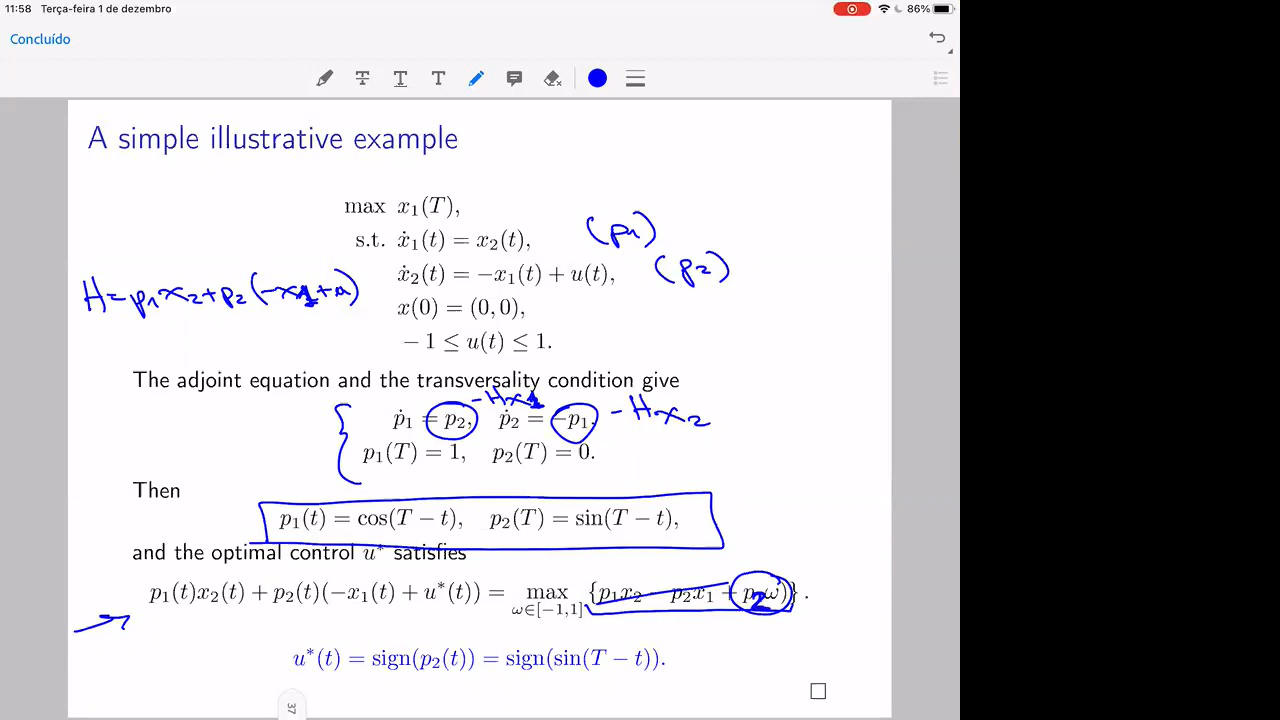 11:58 Terça-feira 1 de dezembro 86%
Concluído
A simple illustrative example
max x₁(T),
s.t. ẋ₁(t) = x₂(t), (p1)
ẋ₂(t) = −x₁(t) + u(t), (p2)
H = p1 x2 + p2 (-x1 + u)
x(0) = (0, 0),
− 1 ≤ u(t) ≤ 1.
The adjoint equation and the transversality condition give
-Hx1
ṗ₁ = p₂, ṗ₂ = −p₁, -Hx2
p₁(T) = 1, p₂(T) = 0.
Then
p₁(t) = cos(T − t), p₂(T) = sin(T − t),
and the optimal control u* satisfies
p₁(t)x₂(t) + p₂(t)(−x₁(t) + u*(t)) = max {p₁x₂ − p₂x₁ + p₂ω)} .
ω∈[−1,1]
u*(t) = sign(p₂(t)) = sign(sin(T − t)).
37